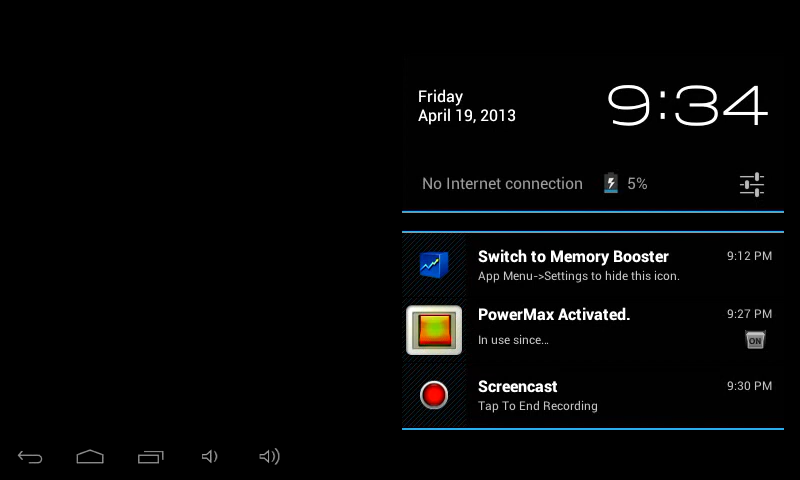 Friday
April 19, 2013
9:34
No Internet connection
5%
Switch to Memory Booster
9:12 PM
App Menu->Settings to hide this icon.
PowerMax Activated.
9:27 PM
In use since...
ON
Screencast
9:30 PM
Tap To End Recording